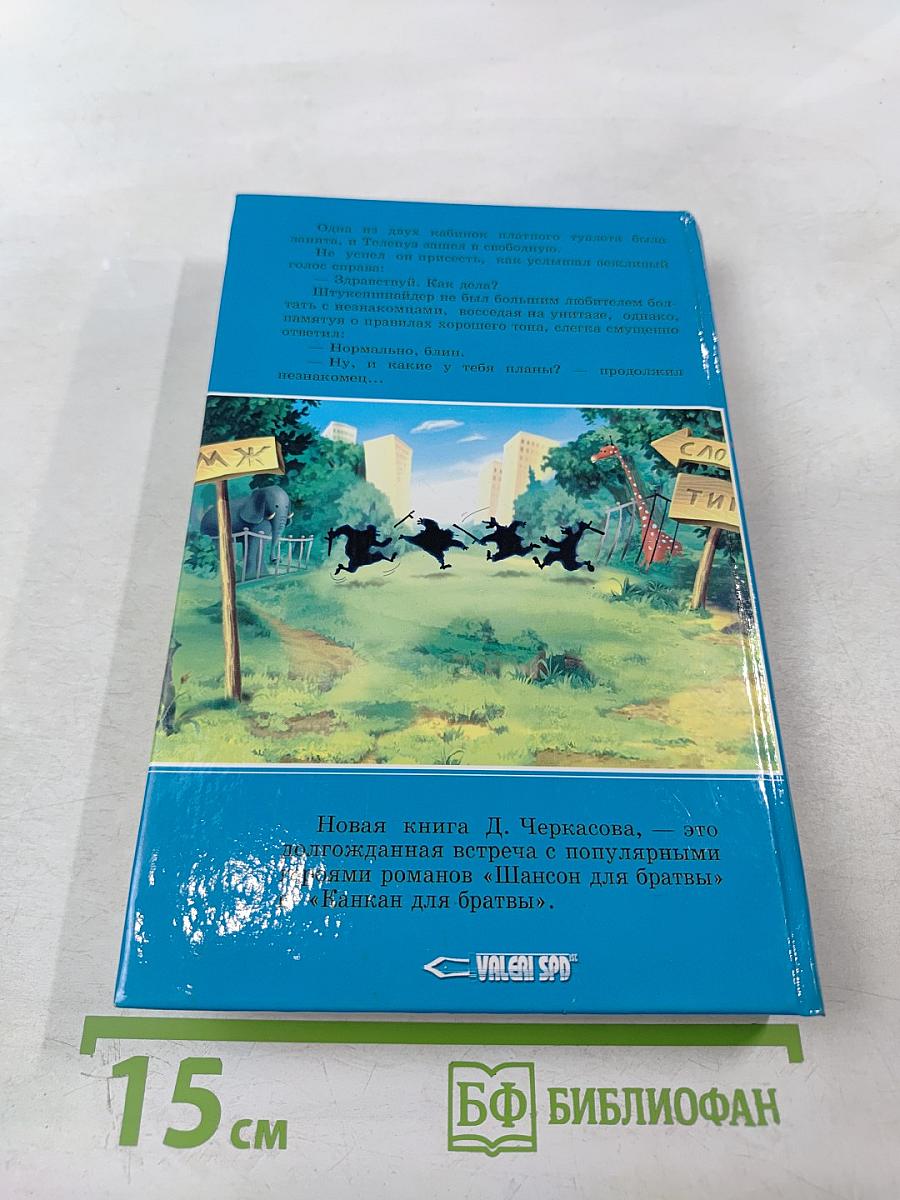 Одна из двух кабинок платного туалета была
занята, и Телепуз зашел в свободную.
Не успел он присесть, как услышал вежливый
голос справа:
— Здравствуй. Как дела?
Штукеншнайдер не был большим любителем бол-
тать с незнакомцами, восседая на унитазе, однако,
памятуя о правилах хорошего тона, слегка смущенно
ответил:
— Нормально, блин.
— Ну, и какие у тебя планы? — продолжил
незнакомец...
МЖ
СЛО
ТИ
Новая книга Д. Черкасова, — это
долгожданная встреча с популярными
героями романов «Шансон для братвы»
«Канкан для братвы».
VALERI SPD
15 см
БФ БИБЛИОФАН